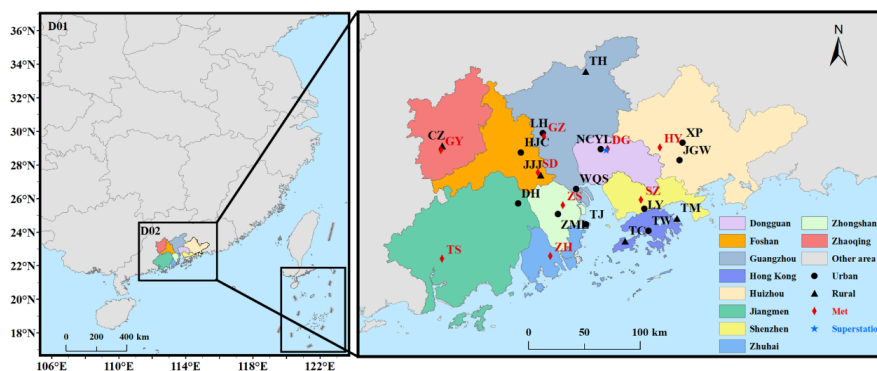 D01
36°N
34°N
32°N
30°N
28°N
26°N
24°N
22°N
20°N
18°N
D02
0 200 400 km
106°E
110°E
114°E
118°E
122°E
N
TH
LH
GZ
CZ
GY
HJC
NCYL
DG
HY
XP
JGW
JJJ
SD
WQS
DH
ZS
SZ
LY
ZML
TJ
TW
TM
TC
TS
ZH
Dongguan
Foshan
Guangzhou
Hong Kong
Huizhou
Jiangmen
Shenzhen
Zhuhai
Zhongshan
Zhaoqing
Other area
Urban
Rural
Met
Superstation
0 50 100 km